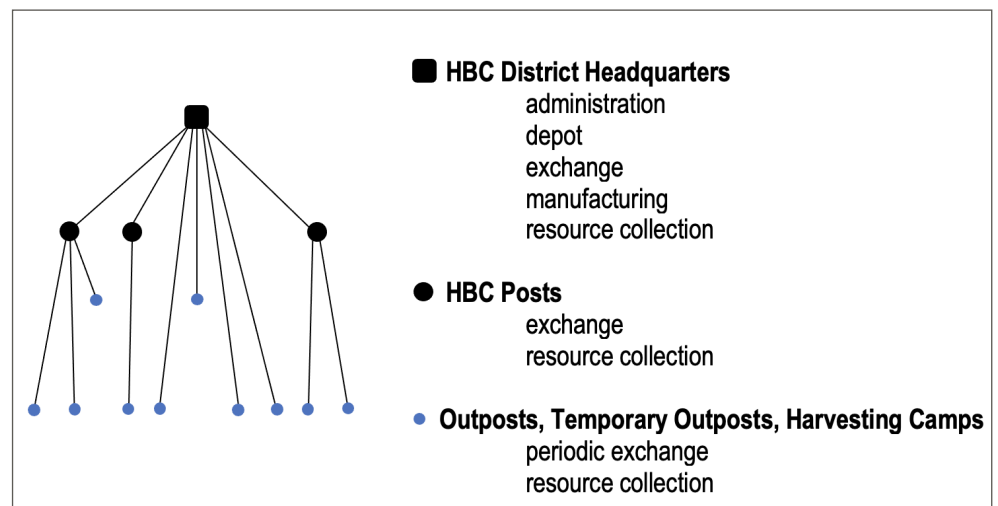 HBC District Headquarters
administration
depot
exchange
manufacturing
resource collection
HBC Posts
exchange
resource collection
Outposts, Temporary Outposts, Harvesting Camps
periodic exchange
resource collection